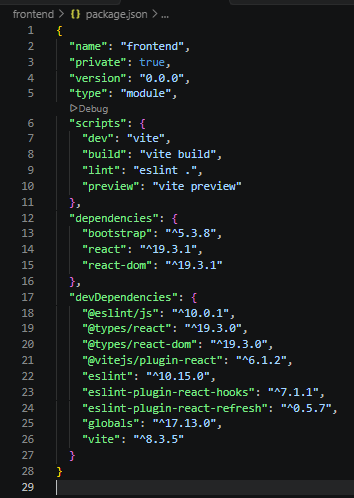 frontend > {} package.json > ...
1 {
2 "name": "frontend",
3 "private": true,
4 "version": "0.0.0",
5 "type": "module",
Debug
6 "scripts": {
7 "dev": "vite",
8 "build": "vite build",
9 "lint": "eslint .",
10 "preview": "vite preview"
11 },
12 "dependencies": {
13 "bootstrap": "^5.3.8",
14 "react": "^19.3.1",
15 "react-dom": "^19.3.1"
16 },
17 "devDependencies": {
18 "@eslint/js": "^10.0.1",
19 "@types/react": "^19.3.0",
20 "@types/react-dom": "^19.3.0",
21 "@vitejs/plugin-react": "^6.1.2",
22 "eslint": "^10.15.0",
23 "eslint-plugin-react-hooks": "^7.1.1",
24 "eslint-plugin-react-refresh": "^0.5.7",
25 "globals": "^17.13.0",
26 "vite": "^8.3.5"
27 }
28 }
29